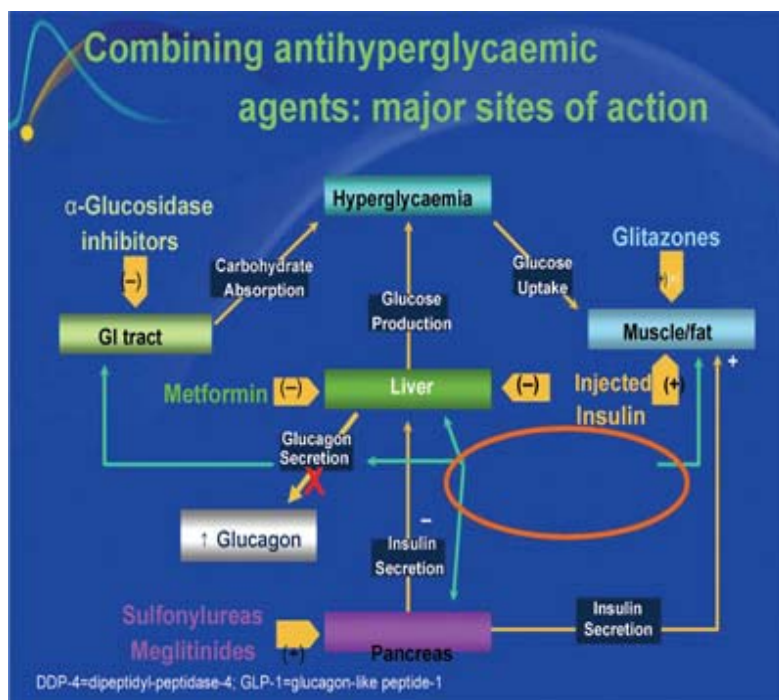 Combining antihyperglycaemic
agents: major sites of action
Hyperglycaemia
α-Glucosidase
inhibitors
(–)
Glitazones
Carbohydrate
Absorption
Glucose
Uptake
Glucose
Production
GI tract
Muscle/fat
+
Metformin
(–)
Liver
(–)
Injected
Insulin
(+)
Glucagon
Secretion
X
↑ Glucagon
–
Insulin
Secretion
Sulfonylureas
Meglitinides
(+)
Pancreas
Insulin
Secretion
DDP-4=dipeptidyl-peptidase-4; GLP-1=glucagon-like peptide-1